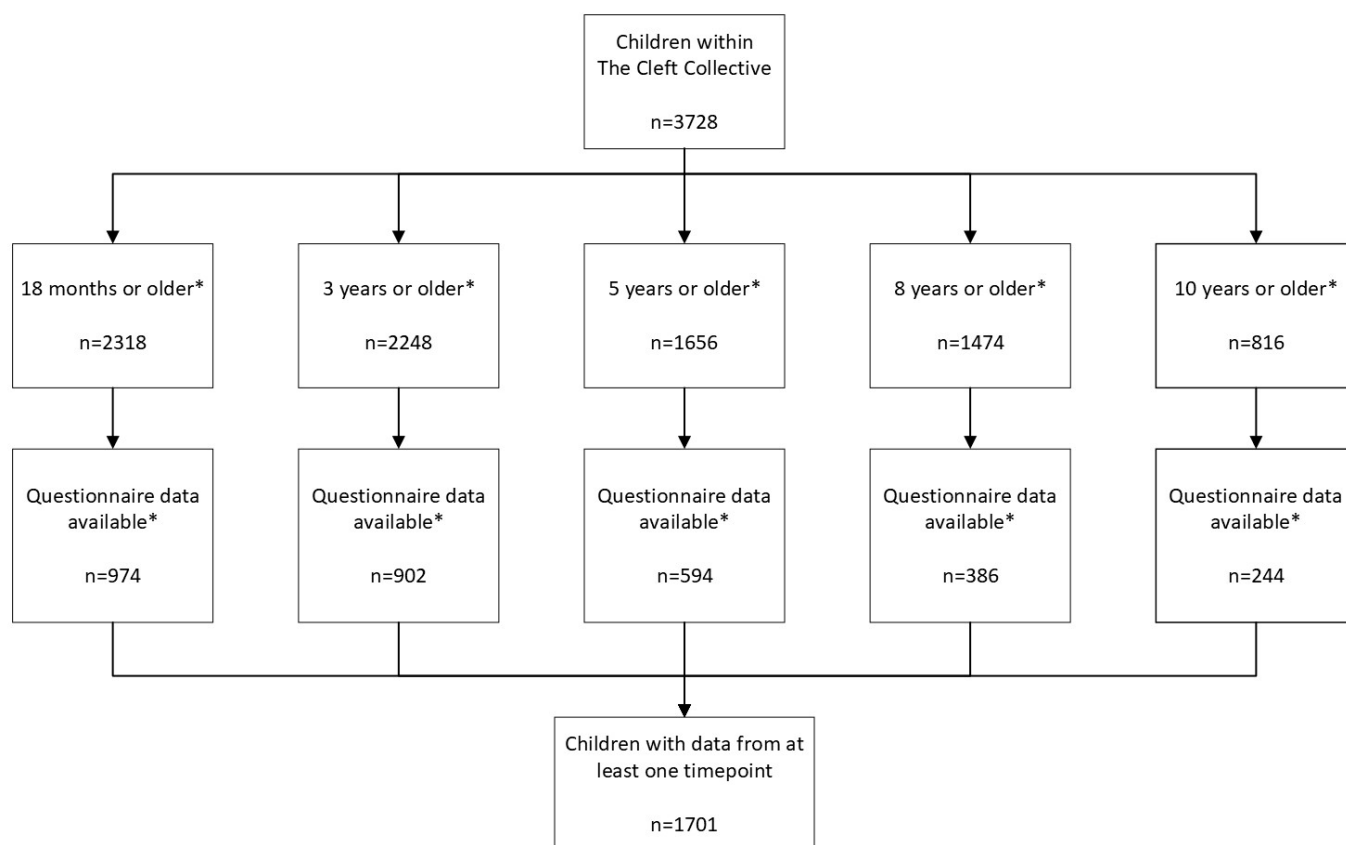 Children within
The Cleft Collective
n=3728
18 months or older*
n=2318
3 years or older*
n=2248
5 years or older*
n=1656
8 years or older*
n=1474
10 years or older*
n=816
Questionnaire data
available*
n=974
Questionnaire data
available*
n=902
Questionnaire data
available*
n=594
Questionnaire data
available*
n=386
Questionnaire data
available*
n=244
Children with data from at
least one timepoint
n=1701